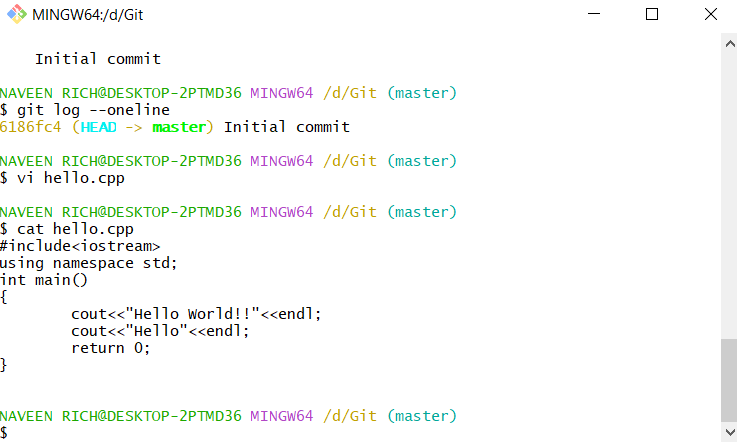 MINGW64:/d/Git
    Initial commit
NAVEEN RICH@DESKTOP-2PTMD36 MINGW64 /d/Git (master)
$ git log --oneline
6186fc4 (HEAD -> master) Initial commit
NAVEEN RICH@DESKTOP-2PTMD36 MINGW64 /d/Git (master)
$ vi hello.cpp
NAVEEN RICH@DESKTOP-2PTMD36 MINGW64 /d/Git (master)
$ cat hello.cpp
#include<iostream>
using namespace std;
int main()
{
        cout<<"Hello World!!"<<endl;
        cout<<"Hello"<<endl;
        return 0;
}
NAVEEN RICH@DESKTOP-2PTMD36 MINGW64 /d/Git (master)
$